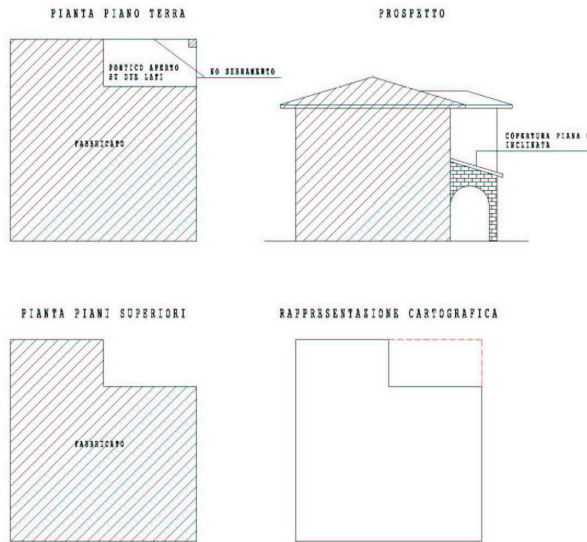 PIANTA PIANO TERRA
PROSPETTO
PORTICO APERTO
SU DUE LATI
NO SERRAMENTO
FABBRICATO
COPERTURA PIANA
INCLINATA
PIANTA PIANI SUPERIORI
RAPPRESENTAZIONE CARTOGRAFICA
FABBRICATO